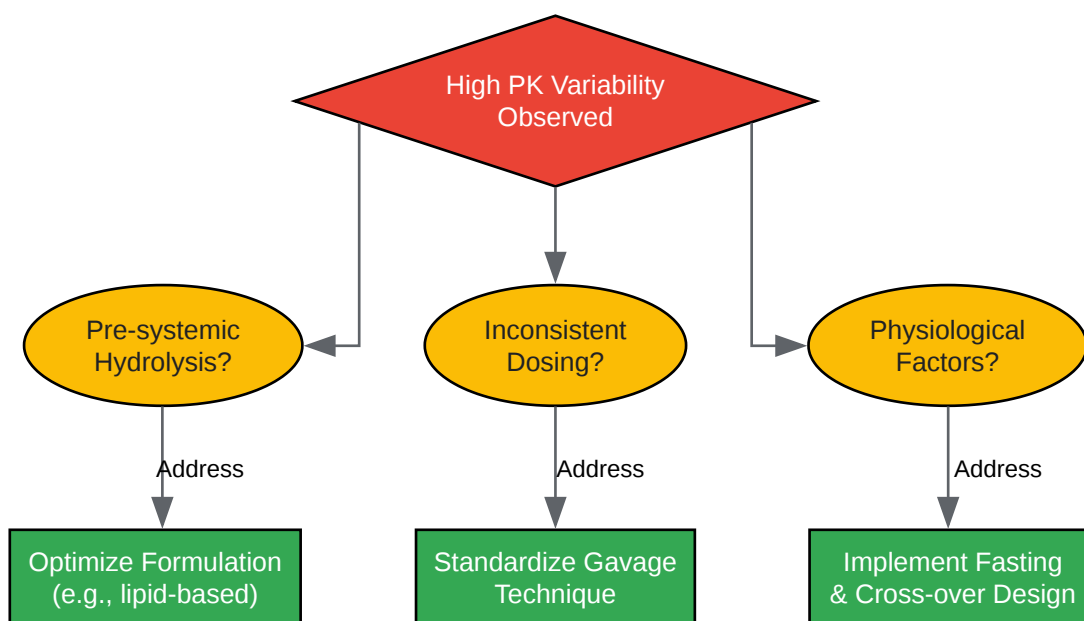 High PK Variability
Observed
Pre-systemic
Hydrolysis?
Inconsistent
Dosing?
Physiological
Factors?
Address
Address
Address
Optimize Formulation
(e.g., lipid-based)
Standardize Gavage
Technique
Implement Fasting
& Cross-over Design